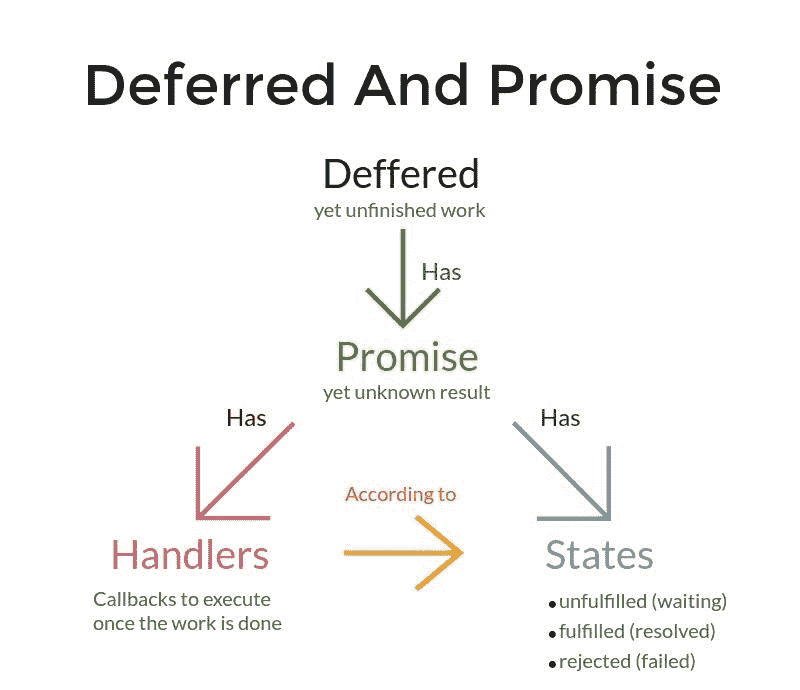 Deferred And Promise
Deffered
yet unfinished work
Has
Promise
yet unknown result
Has
Has
According to
Handlers
States
Callbacks to execute
once the work is done
•unfulfilled (waiting)
•fulfilled (resolved)
•rejected (failed)